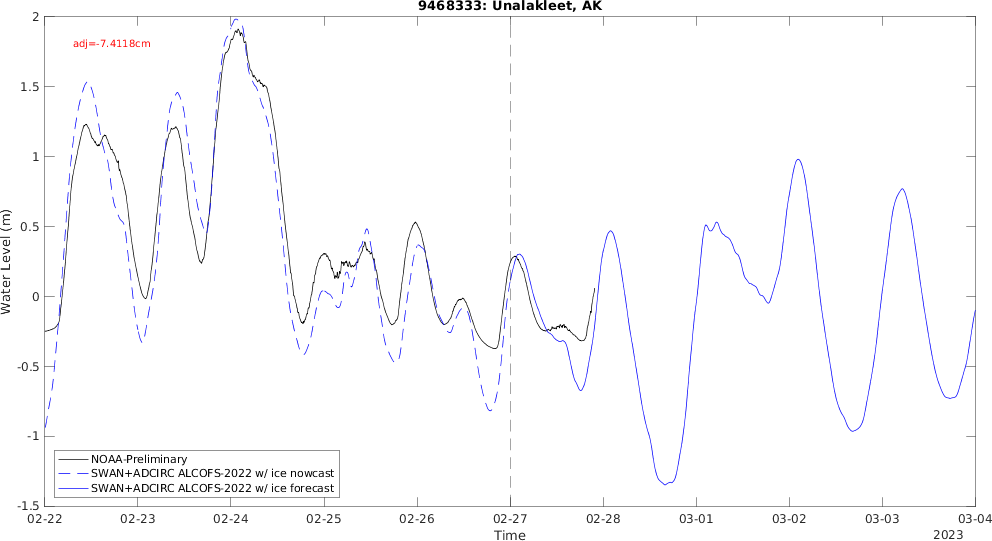 9468333: Unalakleet, AK
adj=-7.4118cm
Water Level (m)
2
1.5
1
0.5
0
-0.5
-1
-1.5
NOAA-Preliminary
SWAN+ADCIRC ALCOFS-2022 w/ ice nowcast
SWAN+ADCIRC ALCOFS-2022 w/ ice forecast
02-22 02-23 02-24 02-25 02-26 02-27 02-28 03-01 03-02 03-03 03-04
Time
2023